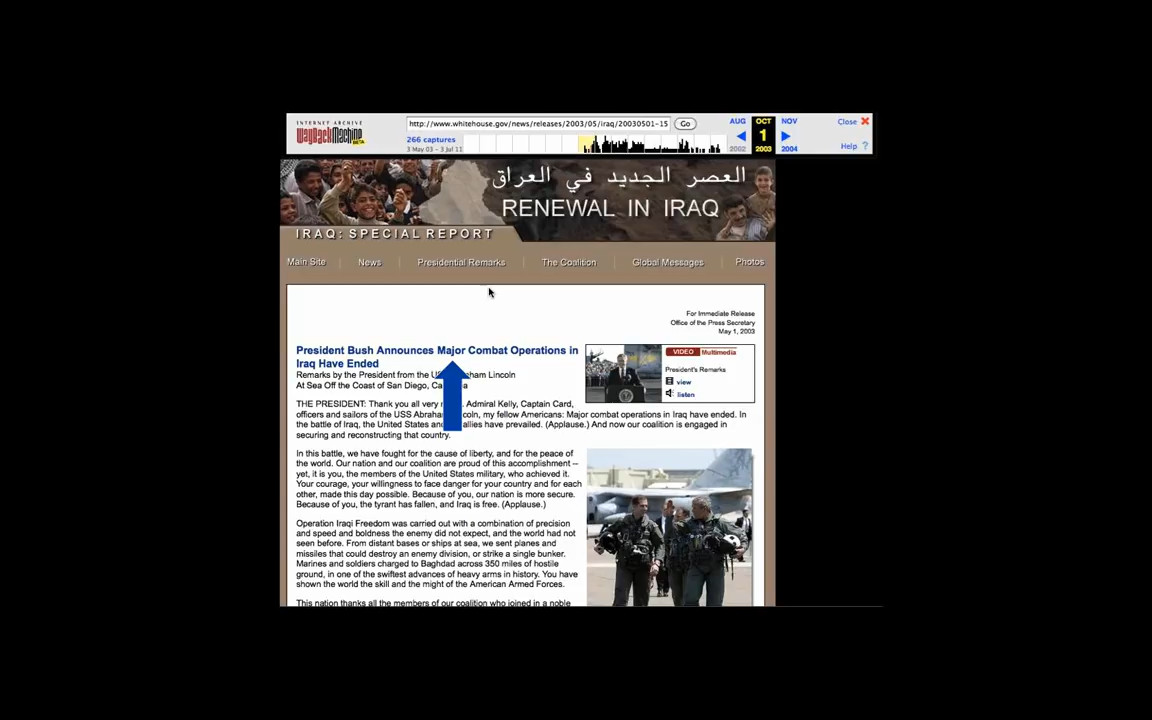 INTERNET ARCHIVE
WayBackMachine
BETA
http://www.whitehouse.gov/news/releases/2003/05/iraq/20030501-15
Go
266 captures
3 May 03 - 3 Jul 11
AUG
OCT
NOV
1
2002
2003
2004
Close
Help ?
العصر الجديد في العراق
RENEWAL IN IRAQ
IRAQ: SPECIAL REPORT
Main Site
News
Presidential Remarks
The Coalition
Global Messages
Photos
For Immediate Release
Office of the Press Secretary
May 1, 2003
President Bush Announces Major Combat Operations in
Iraq Have Ended
Remarks by the President from the ham Lincoln
At Sea Off the Coast of San Diego,
VIDEO Multimedia
President's Remarks
view
listen
THE PRESIDENT: Thank you all very Admiral Kelly, Captain Card,
officers and sailors of the USS Abraha coln, my fellow Americans: Major combat operations in Iraq have ended. In
the battle of Iraq, the United States and allies have prevailed. (Applause.) And now our coalition is engaged in
securing and reconstructing that country.
In this battle, we have fought for the cause of liberty, and for the peace of
the world. Our nation and our coalition are proud of this accomplishment --
yet, it is you, the members of the United States military, who achieved it.
Your courage, your willingness to face danger for your country and for each
other, made this day possible. Because of you, our nation is more secure.
Because of you, the tyrant has fallen, and Iraq is free. (Applause.)
Operation Iraqi Freedom was carried out with a combination of precision
and speed and boldness the enemy did not expect, and the world had not
seen before. From distant bases or ships at sea, we sent planes and
missiles that could destroy an enemy division, or strike a single bunker.
Marines and soldiers charged to Baghdad across 350 miles of hostile
ground, in one of the swiftest advances of heavy arms in history. You have
shown the world the skill and the might of the American Armed Forces.
This nation thanks all the members of our coalition who joined in a noble